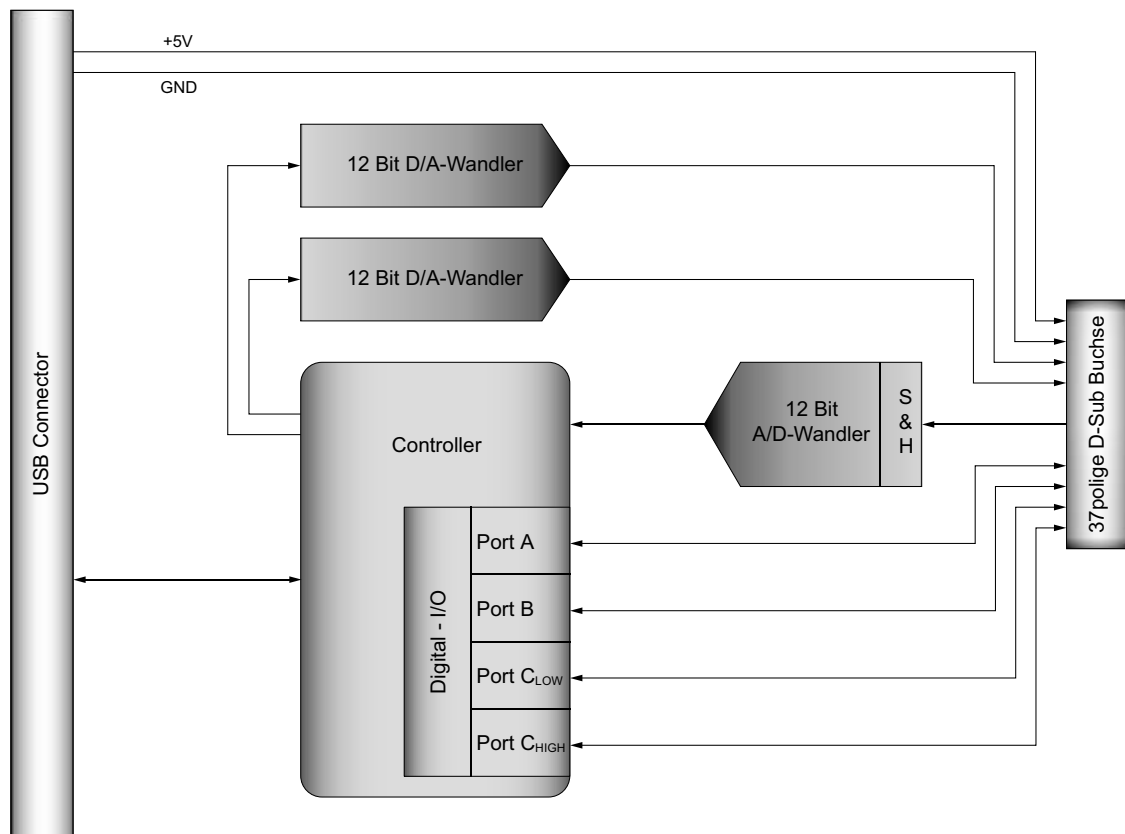 +5V
GND
12 Bit D/A-Wandler
12 Bit D/A-Wandler
USB Connector
Controller
12 Bit
A/D-Wandler
S
&
H
37polige D-Sub Buchse
Digital - I/O
Port A
Port B
Port CLOW
Port CHIGH